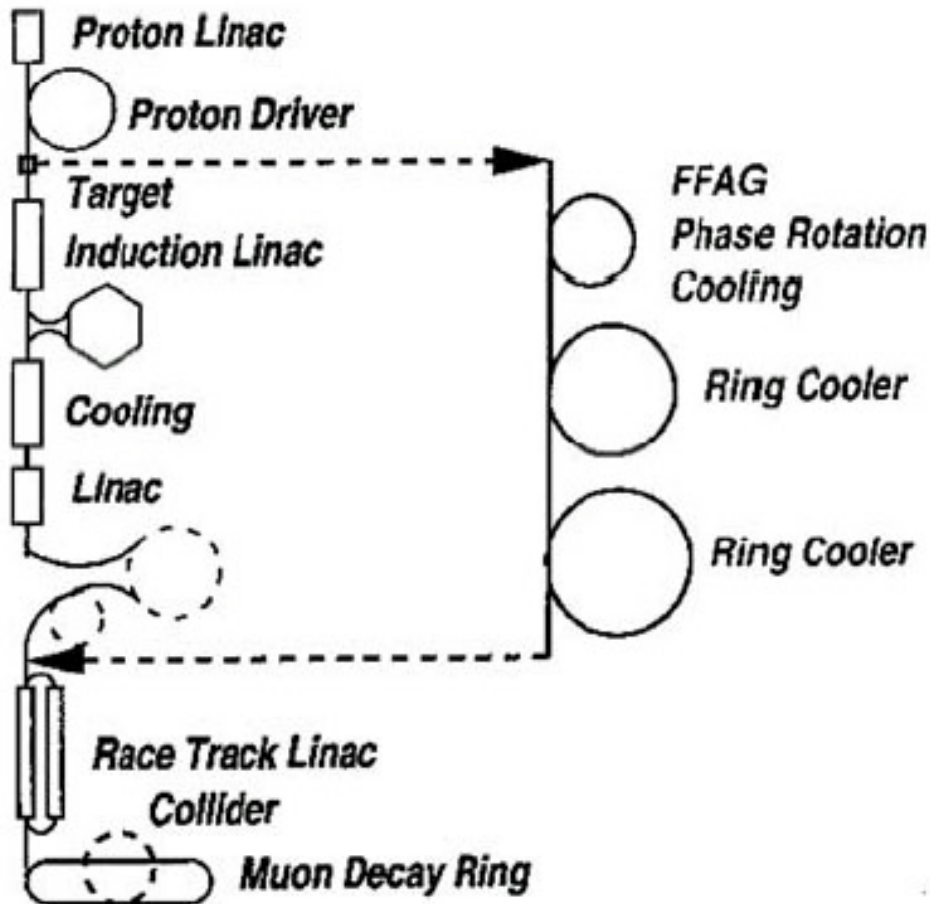 Proton Linac
Proton Driver
Target
Induction Linac
Cooling
Linac
Race Track Linac
Collider
Muon Decay Ring
FFAG
Phase Rotation
Cooling
Ring Cooler
Ring Cooler